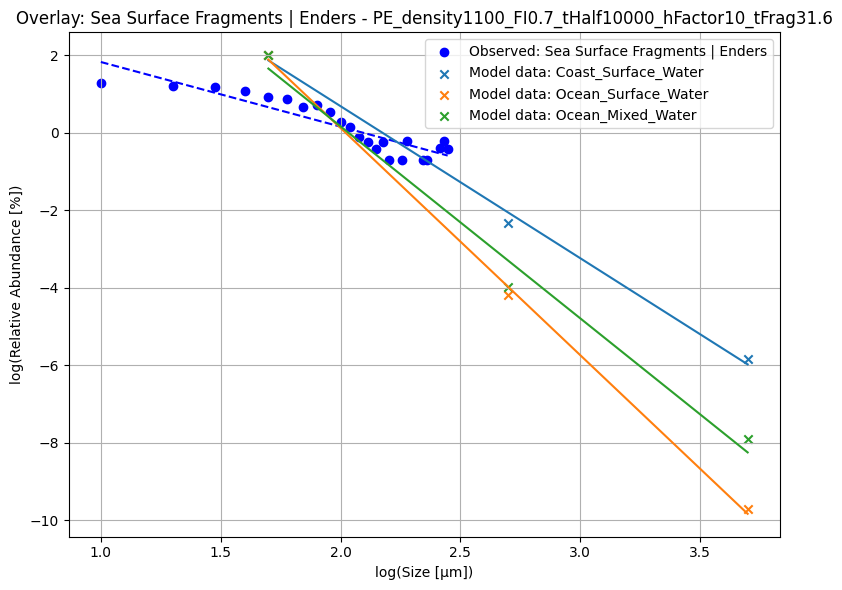 Overlay: Sea Surface Fragments | Enders - PE_density1100_FI0.7_tHalf10000_hFactor10_tFrag31.6
Observed: Sea Surface Fragments | Enders
Model data: Coast_Surface_Water
Model data: Ocean_Surface_Water
Model data: Ocean_Mixed_Water
log(Relative Abundance [%])
2
0
−2
−4
−6
−8
−10
1.0
1.5
2.0
2.5
3.0
3.5
log(Size [µm])